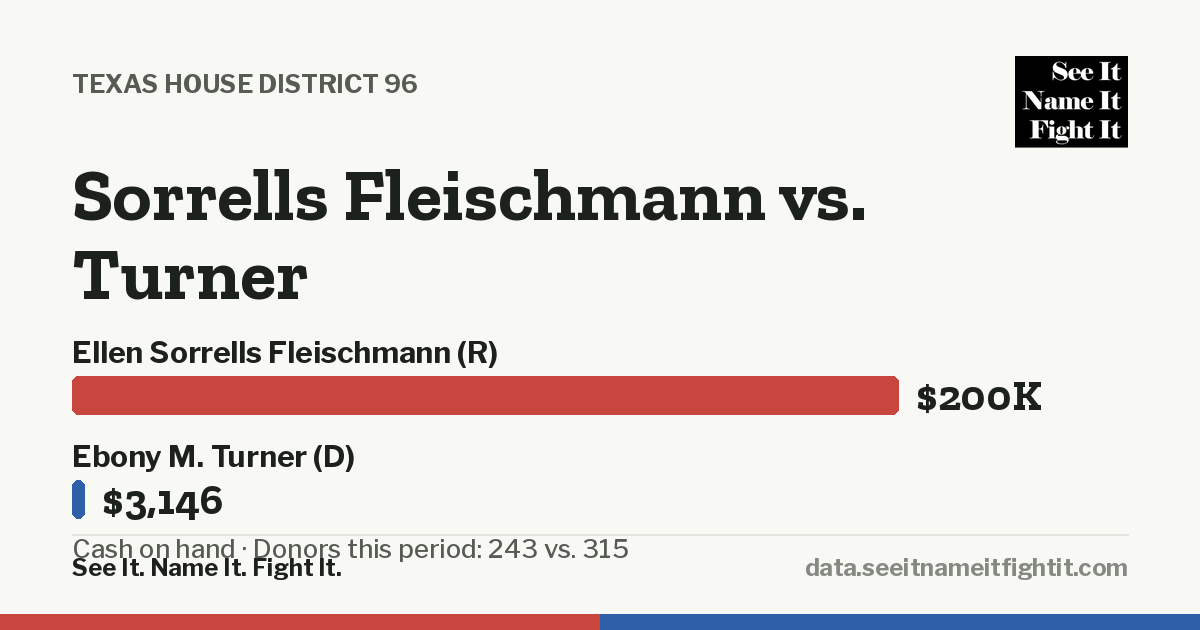 TEXAS HOUSE DISTRICT 96
See It
Name It
Fight It
Sorrells Fleischmann vs.
Turner
Ellen Sorrells Fleischmann (R)
$200K
Ebony M. Turner (D)
$3,146
Cash on hand · Donors this period: 243 vs. 315
See It. Name It. Fight It.
data.seeitnameitfightit.com